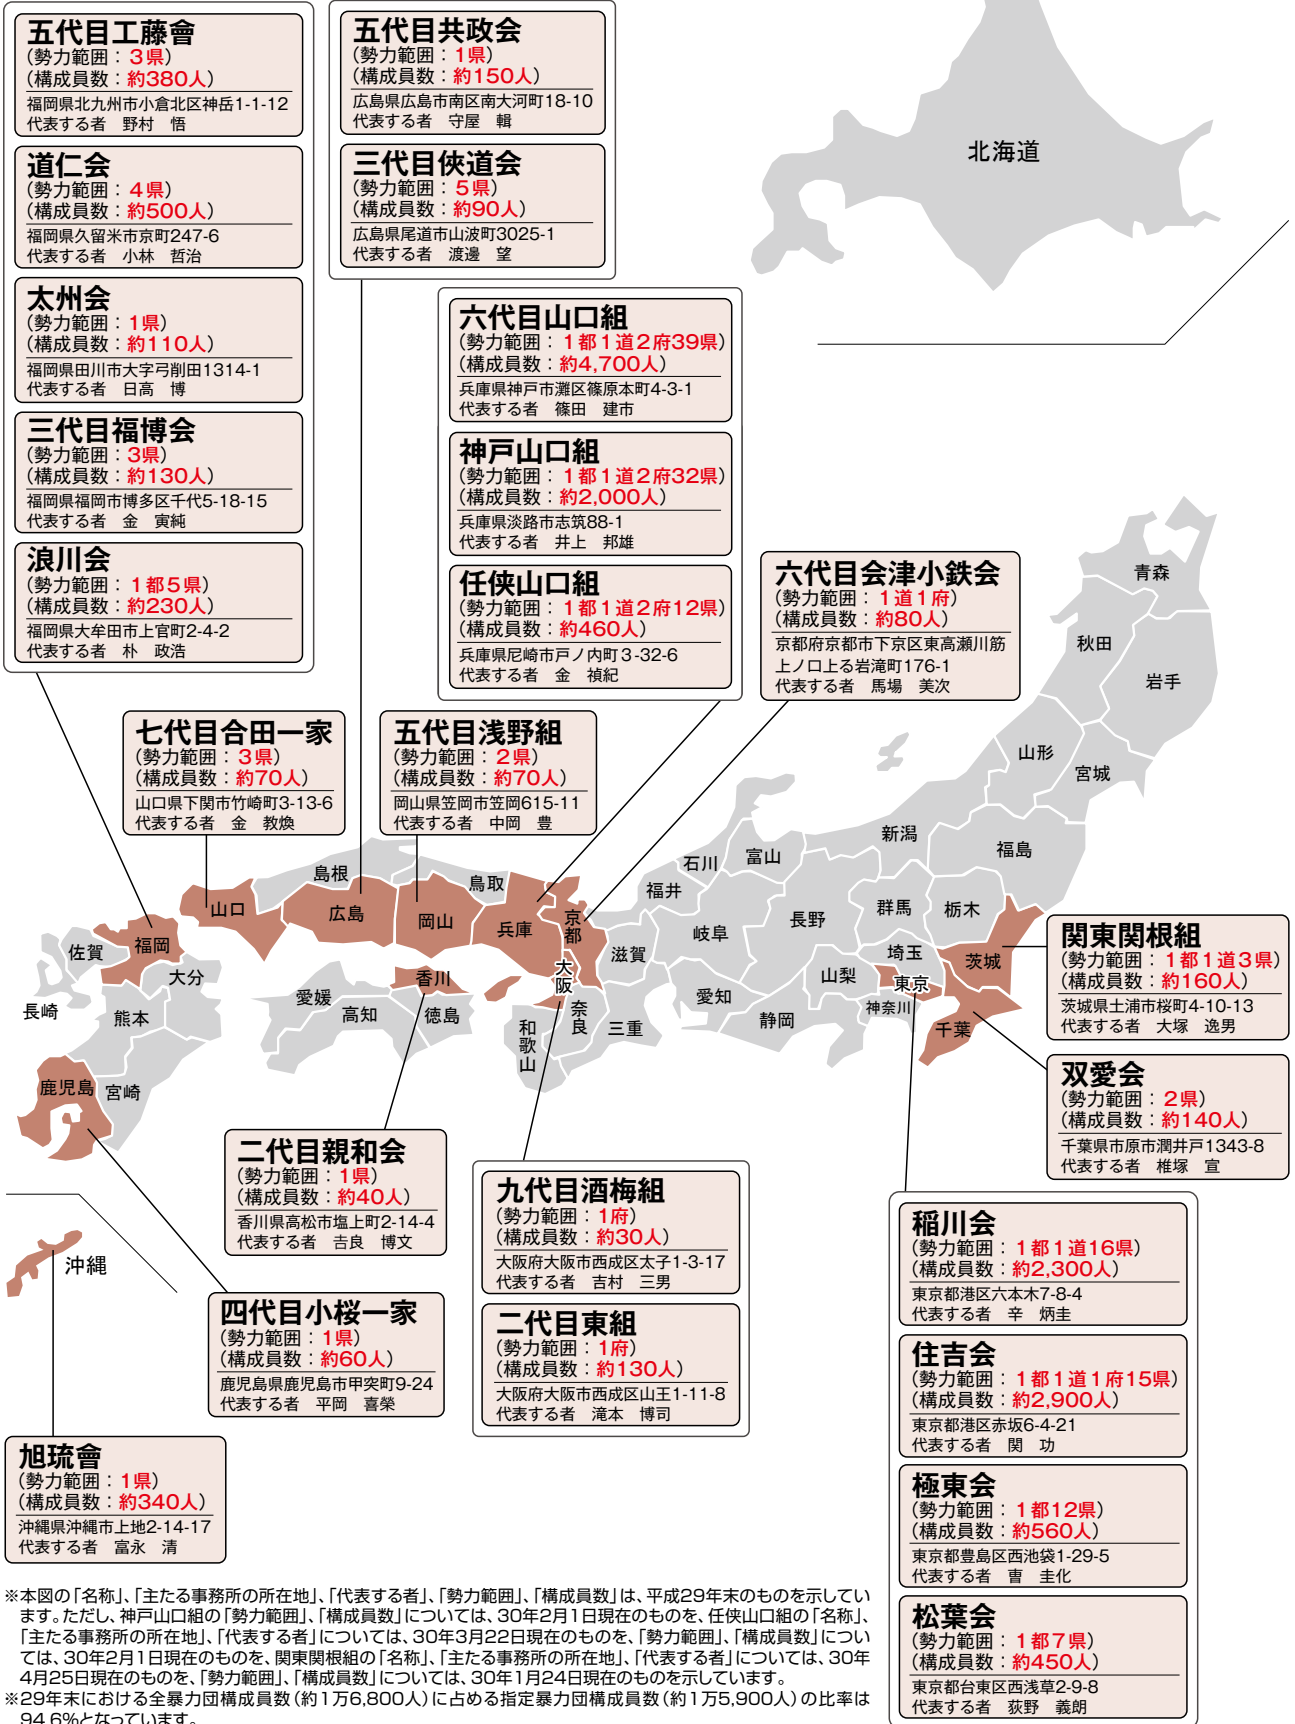 五代目工藤會
(勢力範囲：3県)
(構成員数：約380人)
福岡県北九州市小倉北区神岳1-1-12
代表する者　野村　悟
道仁会
(勢力範囲：4県)
(構成員数：約500人)
福岡県久留米市京町247-6
代表する者　小林　哲治
太州会
(勢力範囲：1県)
(構成員数：約110人)
福岡県田川市大字弓削田1314-1
代表する者　日高　博
三代目福博会
(勢力範囲：3県)
(構成員数：約130人)
福岡県福岡市博多区千代5-18-15
代表する者　金　寅純
浪川会
(勢力範囲：1都5県)
(構成員数：約230人)
福岡県大牟田市上官町2-4-2
代表する者　朴　政浩
五代目共政会
(勢力範囲：1県)
(構成員数：約150人)
広島県広島市南区南大河町18-10
代表する者　守屋　輯
三代目俠道会
(勢力範囲：5県)
(構成員数：約90人)
広島県尾道市山波町3025-1
代表する者　渡邊　望
六代目山口組
(勢力範囲：1都1道2府39県)
(構成員数：約4,700人)
兵庫県神戸市灘区篠原本町4-3-1
代表する者　篠田　建市
神戸山口組
(勢力範囲：1都1道2府32県)
(構成員数：約2,000人)
兵庫県淡路市志筑88-1
代表する者　井上　邦雄
任侠山口組
(勢力範囲：1都1道2府12県)
(構成員数：約460人)
兵庫県尼崎市戸ノ内町3-32-6
代表する者　金　禎紀
六代目会津小鉄会
(勢力範囲：1道1府)
(構成員数：約80人)
京都府京都市下京区東高瀬川筋
上ノ口上る岩滝町176-1
代表する者　馬場　美次
七代目合田一家
(勢力範囲：3県)
(構成員数：約70人)
山口県下関市竹崎町3-13-6
代表する者　金　教煥
五代目浅野組
(勢力範囲：2県)
(構成員数：約70人)
岡山県笠岡市笠岡615-11
代表する者　中岡　豊
北海道
青森
秋田
岩手
山形
宮城
新潟
福島
富山
石川
福井
群馬
栃木
長野
岐阜
埼玉
茨城
山梨
東京
神奈川
千葉
静岡
愛知
滋賀
三重
京都
大阪
奈良
和歌山
兵庫
鳥取
島根
岡山
広島
山口
香川
徳島
愛媛
高知
福岡
佐賀
大分
長崎
熊本
鹿児島
宮崎
沖縄
関東関根組
(勢力範囲：1都1道3県)
(構成員数：約160人)
茨城県土浦市桜町4-10-13
代表する者　大塚　逸男
双愛会
(勢力範囲：2県)
(構成員数：約140人)
千葉県市原市潤井戸1343-8
代表する者　椎塚　宣
二代目親和会
(勢力範囲：1県)
(構成員数：約40人)
香川県高松市塩上町2-14-4
代表する者　吉良　博文
九代目酒梅組
(勢力範囲：1府)
(構成員数：約30人)
大阪府大阪市西成区太子1-3-17
代表する者　吉村　三男
二代目東組
(勢力範囲：1府)
(構成員数：約130人)
大阪府大阪市西成区山王1-11-8
代表する者　滝本　博司
四代目小桜一家
(勢力範囲：1県)
(構成員数：約60人)
鹿児島県鹿児島市甲突町9-24
代表する者　平岡　喜榮
旭琉會
(勢力範囲：1県)
(構成員数：約340人)
沖縄県沖縄市上地2-14-17
代表する者　富永　清
稲川会
(勢力範囲：1都1道16県)
(構成員数：約2,300人)
東京都港区六本木7-8-4
代表する者　辛　炳圭
住吉会
(勢力範囲：1都1道1府15県)
(構成員数：約2,900人)
東京都港区赤坂6-4-21
代表する者　関　功
極東会
(勢力範囲：1都12県)
(構成員数：約560人)
東京都豊島区西池袋1-29-5
代表する者　曺　圭化
松葉会
(勢力範囲：1都7県)
(構成員数：約450人)
東京都台東区西浅草2-9-8
代表する者　荻野　義朗
※本図の「名称」、「主たる事務所の所在地」、「代表する者」、「勢力範囲」、「構成員数」は、平成29年末のものを示してい
ます。ただし、神戸山口組の「勢力範囲」、「構成員数」については、30年2月1日現在のものを、任侠山口組の「名称」、
「主たる事務所の所在地」、「代表する者」については、30年3月22日現在のものを、「勢力範囲」、「構成員数」につい
ては、30年2月1日現在のものを、関東関根組の「名称」、「主たる事務所の所在地」、「代表する者」については、30年
4月25日現在のものを、「勢力範囲」、「構成員数」については、30年1月24日現在のものを示しています。
※29年末における全暴力団構成員数(約1万6,800人)に占める指定暴力団構成員数(約1万5,900人)の比率は
94.6%となっています。